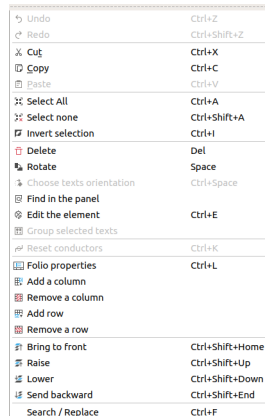 Undo Ctrl+Z
Redo Ctrl+Shift+Z
Cut Ctrl+X
Copy Ctrl+C
Paste Ctrl+V
Select All Ctrl+A
Select none Ctrl+Shift+A
Invert selection Ctrl+I
Delete Del
Rotate Space
Choose texts orientation Ctrl+Space
Find in the panel
Edit the element Ctrl+E
Group selected texts
Reset conductors Ctrl+K
Folio properties Ctrl+L
Add a column
Remove a column
Add row
Remove a row
Bring to front Ctrl+Shift+Home
Raise Ctrl+Shift+Up
Lower Ctrl+Shift+Down
Send backward Ctrl+Shift+End
Search / Replace Ctrl+F